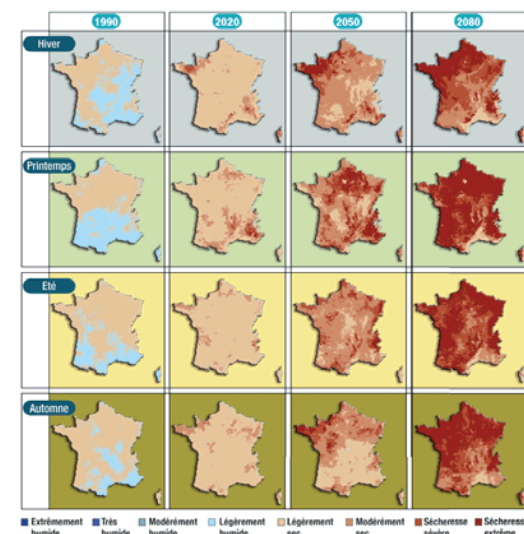 1990 2020 2050 2080
Hiver
Printemps
Eté
Automne
Extrêmement humide
Très humide
Modérément humide
Légèrement humide
Légèrement sec
Modérément sec
Sécheresse sévère
Sécheresse extrême